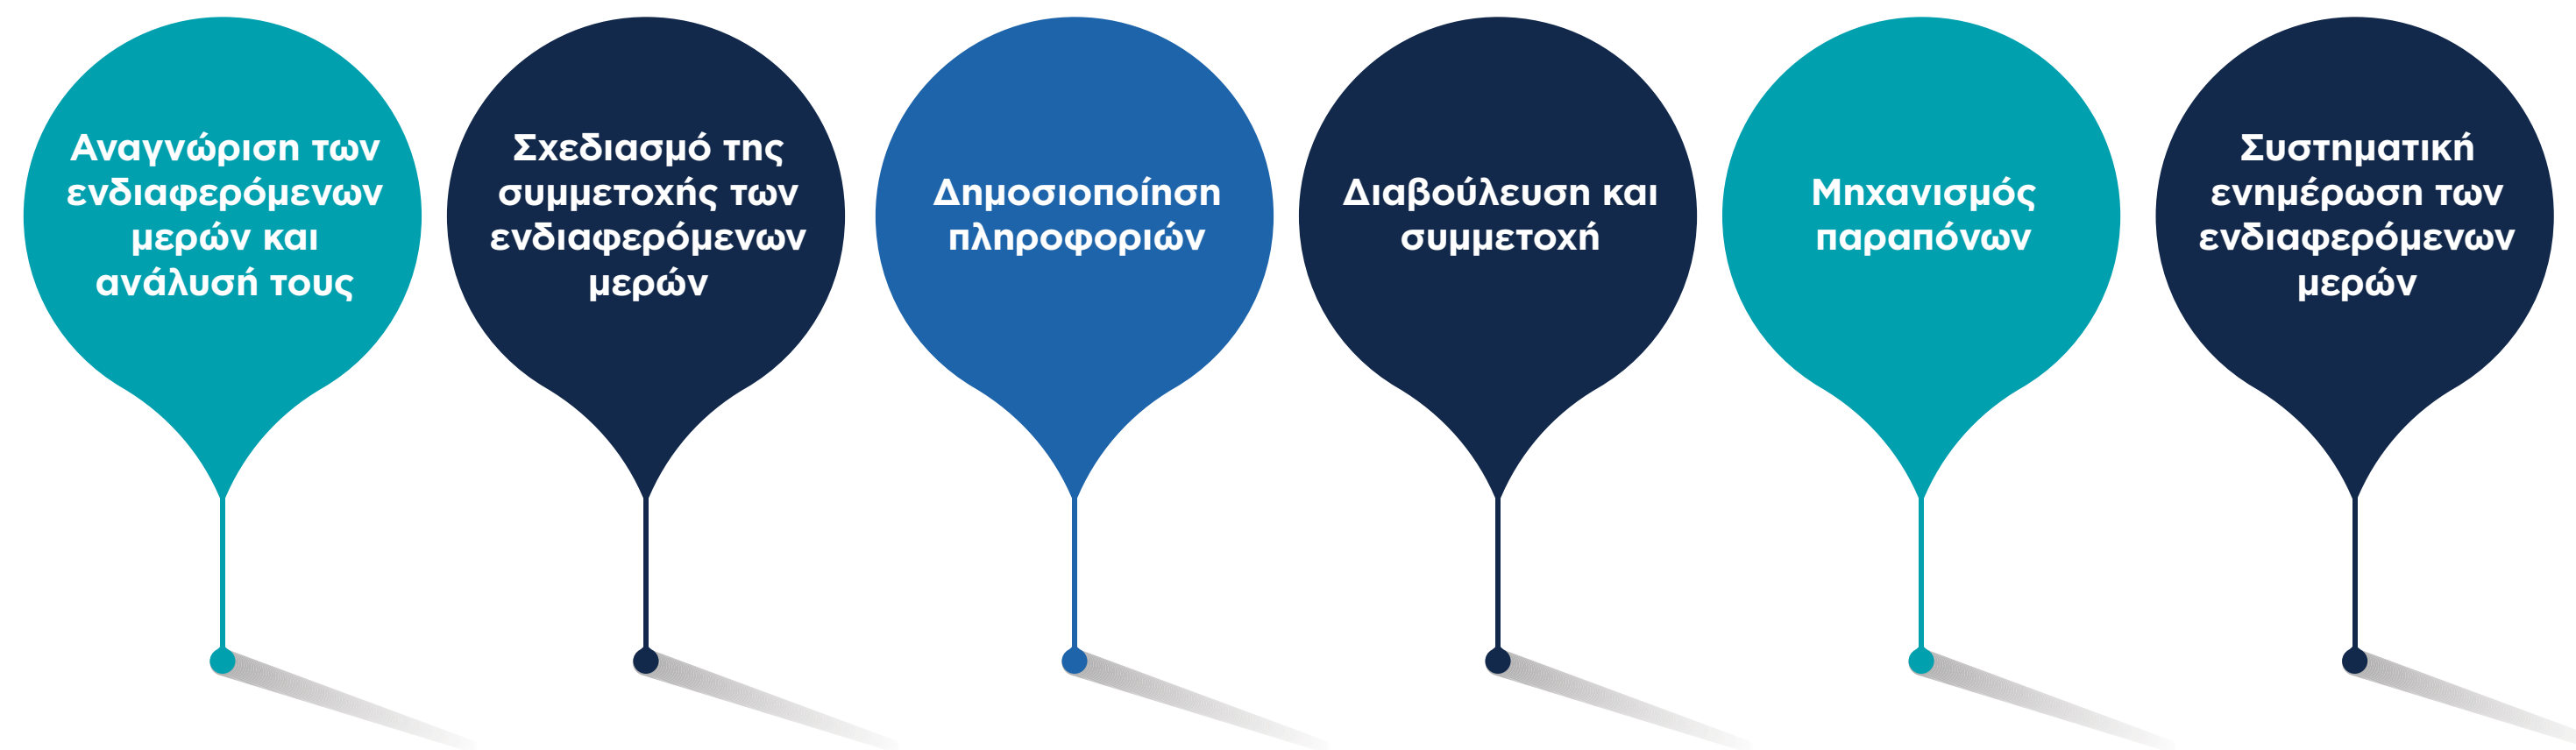 Αναγνώριση των
ενδιαφερόμενων
μερών και
ανάλυσή τους
Σχεδιασμό της
συμμετοχής των
ενδιαφερόμενων
μερών
Δημοσιοποίηση
πληροφοριών
Διαβούλευση και
συμμετοχή
Μηχανισμός
παραπόνων
Συστηματική
ενημέρωση των
ενδιαφερόμενων
μερών